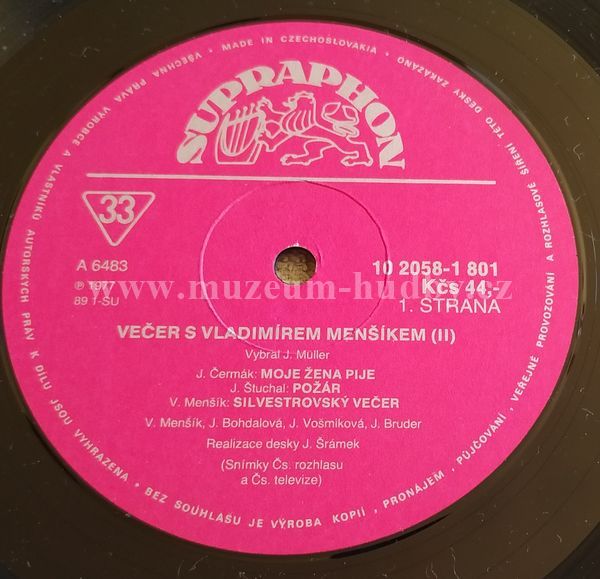 VŠECHNA PRÁVA VÝROBCE A VLASTNÍKŮ AUTORSKÝCH PRÁV K DÍLU JSOU VYHRAZENA • BEZ SOUHLASU JE VÝROBA KOPIÍ, PRONÁJEM, PŮJČOVÁNÍ, VEŘEJNÉ PROVOZOVÁNÍ A ROZHLASOVÉ ŠÍŘENÍ TÉTO DESKY ZAKÁZÁNO • MADE IN CZECHOSLOVAKIA •
SUPRAPHON
33
A 6483
10 2058-1 801
℗ 1977
Kčs 44,-
89 1-SU
1. STRANA
www.muzeum-hudby.cz
VEČER S VLADIMÍREM MENŠÍKEM (II)
Vybral J. Müller
J. Čermák: MOJE ŽENA PIJE
J. Štuchal: POŽÁR
V. Menšík: SILVESTROVSKÝ VEČER
V. Menšík, J. Bohdalová, J. Vošmiková, J. Bruder
Realizace desky J. Šrámek
(Snímky Čs. rozhlasu
a Čs. televize)